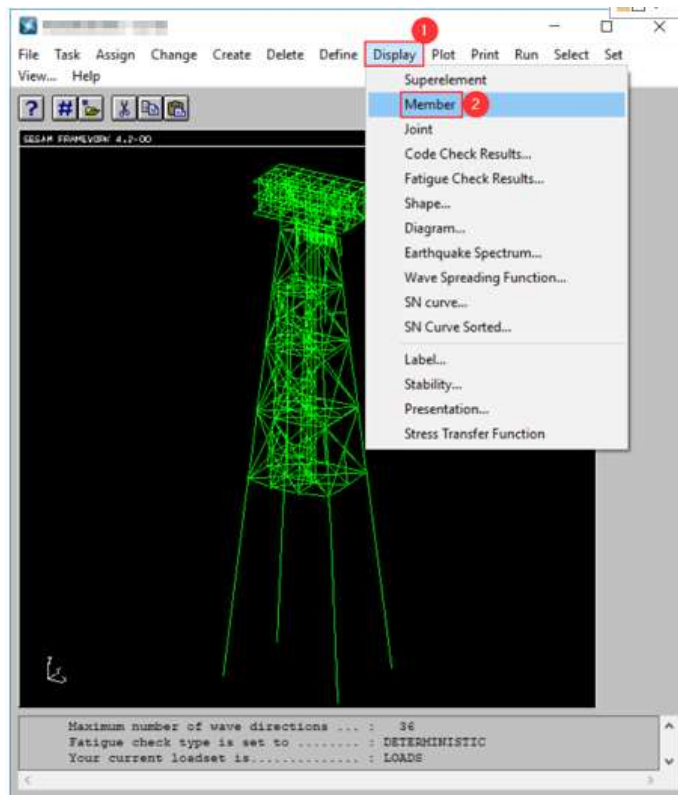 1
File Task Assign Change Create Delete Define Display Plot Print Run Select Set
View... Help
Superelement
Member 2
Joint
Code Check Results...
Fatigue Check Results...
Shape...
Diagram...
Earthquake Spectrum...
Wave Spreading Function...
SN curve...
SN Curve Sorted...
Label...
Stability...
Presentation...
Stress Transfer Function
SESAM FRAMEWORK 4.2-00
Maximum number of wave directions ... : 36
Fatigue check type is set to ........ : DETERMINISTIC
Your current loadset is.............. : LOADS